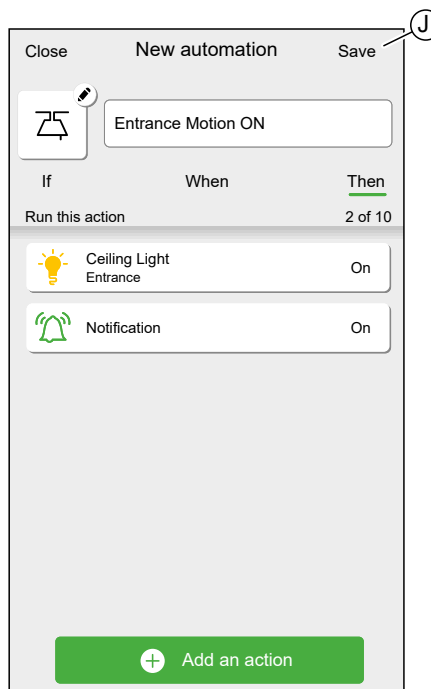 J
Close New automation Save
Entrance Motion ON
If When Then
Run this action 2 of 10
Ceiling Light On
Entrance
Notification On
Add an action